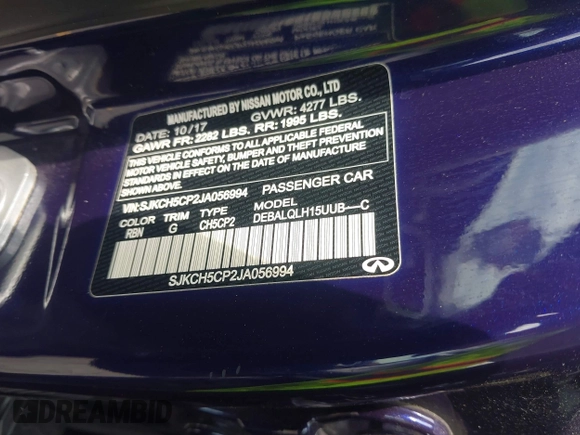 MANUFACTURED BY NISSAN MOTOR CO., LTD
DATE: 10/17 GVWR: 4277 LBS.
GAWR FR: 2282 LBS. RR: 1995 LBS.
THIS VEHICLE CONFORMS TO ALL APPLICABLE FEDERAL
MOTOR VEHICLE SAFETY, BUMPER AND THEFT PREVENTION
STANDARDS IN EFFECT ON THE DATE OF MANUFACTURE
SHOWN ABOVE.
VIN:SJKCH5CP2JA056994 PASSENGER CAR
COLOR TRIM TYPE MODEL
RBN G CH5CP2 DEBALQLH15UUB----C
SJKCH5CP2JA056994
DREAMBID